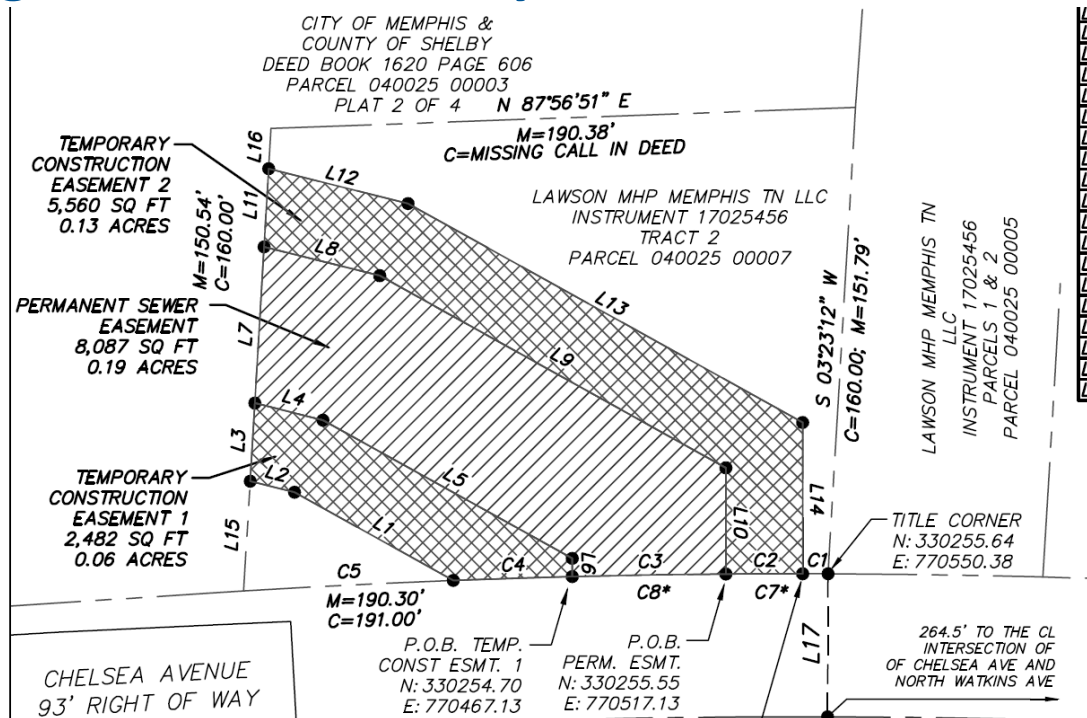 CITY OF MEMPHIS &
COUNTY OF SHELBY
DEED BOOK 1620 PAGE 606
PARCEL 040025 00003
PLAT 2 OF 4
N 87°56'51" E
M=190.38'
C=MISSING CALL IN DEED
TEMPORARY
CONSTRUCTION
EASEMENT 2
5,560 SQ FT
0.13 ACRES
L16
L11
L12
M=150.54'
C=160.00'
LAWSON MHP MEMPHIS TN LLC
INSTRUMENT 17025456
TRACT 2
PARCEL 040025 00007
L8
L13
S 03°23'12" W
C=160.00; M=151.79'
LAWSON MHP MEMPHIS TN
LLC
INSTRUMENT 17025456
PARCELS 1 & 2
PARCEL 040025 00005
PERMANENT SEWER
EASEMENT
8,087 SQ FT
0.19 ACRES
L7
L9
L4
L3
L5
L2
L10
L14
TEMPORARY
CONSTRUCTION
EASEMENT 1
2,482 SQ FT
0.06 ACRES
L15
L1
L6
TITLE CORNER
N: 330255.64
E: 770550.38
C5
C4
C3
C2
C1
C8*
C7*
M=190.30'
C=191.00'
P.O.B. TEMP.
CONST ESMT. 1
N: 330254.70
E: 770467.13
P.O.B.
PERM. ESMT.
N: 330255.55
E: 770517.13
L17
264.5' TO THE CL
INTERSECTION OF
OF CHELSEA AVE AND
NORTH WATKINS AVE
CHELSEA AVENUE
93' RIGHT OF WAY